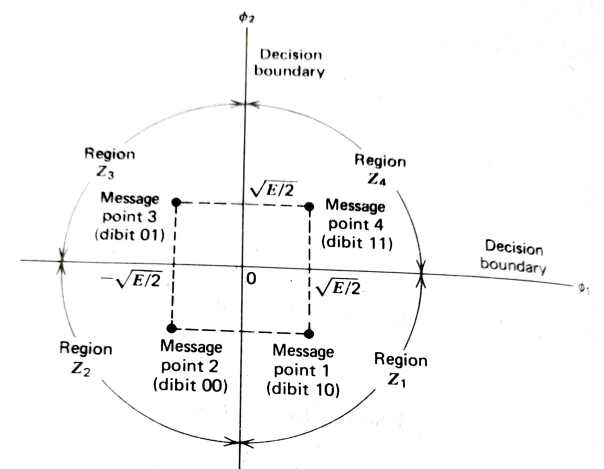 ϕ2
Decision
boundary
Region
Z3
Region
Z4
Message
point 3
(dibit 01)
√E/2
Message
point 4
(dibit 11)
Decision
boundary
−√E/2
0
√E/2
ϕ1
Region
Z2
Message
point 2
(dibit 00)
Message
point 1
(dibit 10)
Region
Z1